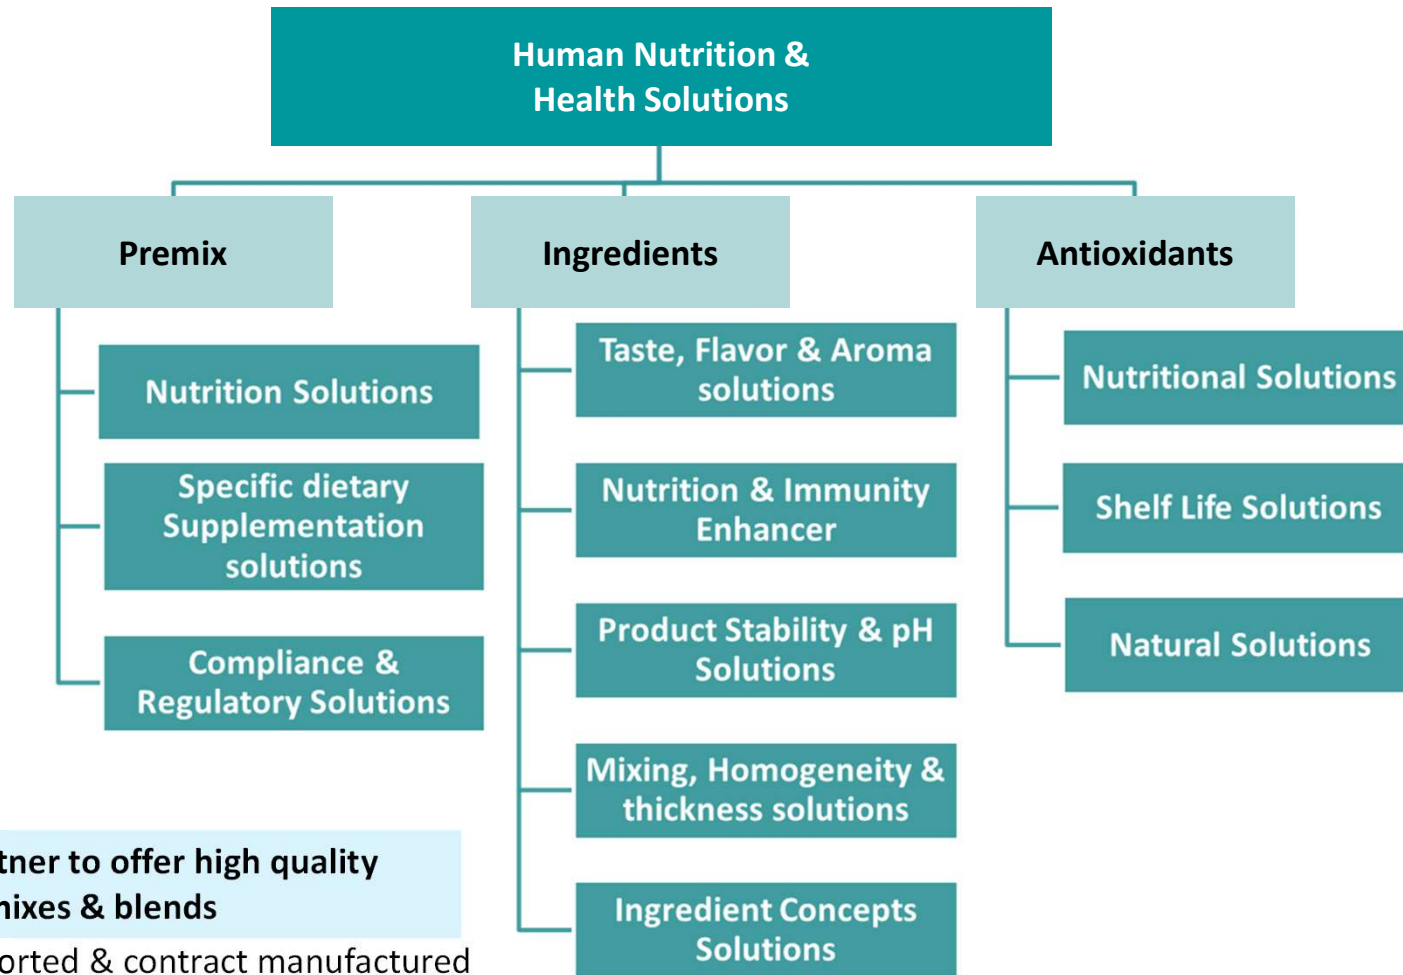 Human Nutrition &
Health Solutions
Premix
Ingredients
Antioxidants
Nutrition Solutions
Specific dietary
Supplementation
solutions
Compliance &
Regulatory Solutions
Taste, Flavor & Aroma
solutions
Nutrition & Immunity
Enhancer
Product Stability & pH
Solutions
Mixing, Homogeneity &
thickness solutions
Ingredient Concepts
Solutions
Nutritional Solutions
Shelf Life Solutions
Natural Solutions
to offer high quality
& blends
& contract manufactured